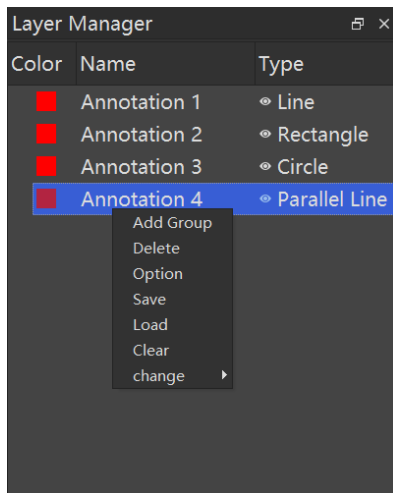 Layer Manager
Color Name Type
Annotation 1 Line
Annotation 2 Rectangle
Annotation 3 Circle
Annotation 4 Parallel Line
Add Group
Delete
Option
Save
Load
Clear
change